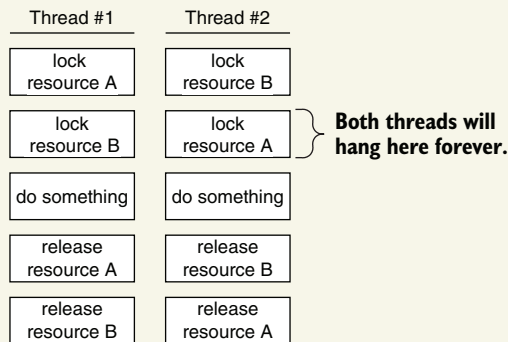 Thread #1 Thread #2
lock
resource A
lock
resource B
lock
resource B
lock
resource A
Both threads will
hang here forever.
do something
do something
release
resource A
release
resource B
release
resource B
release
resource A